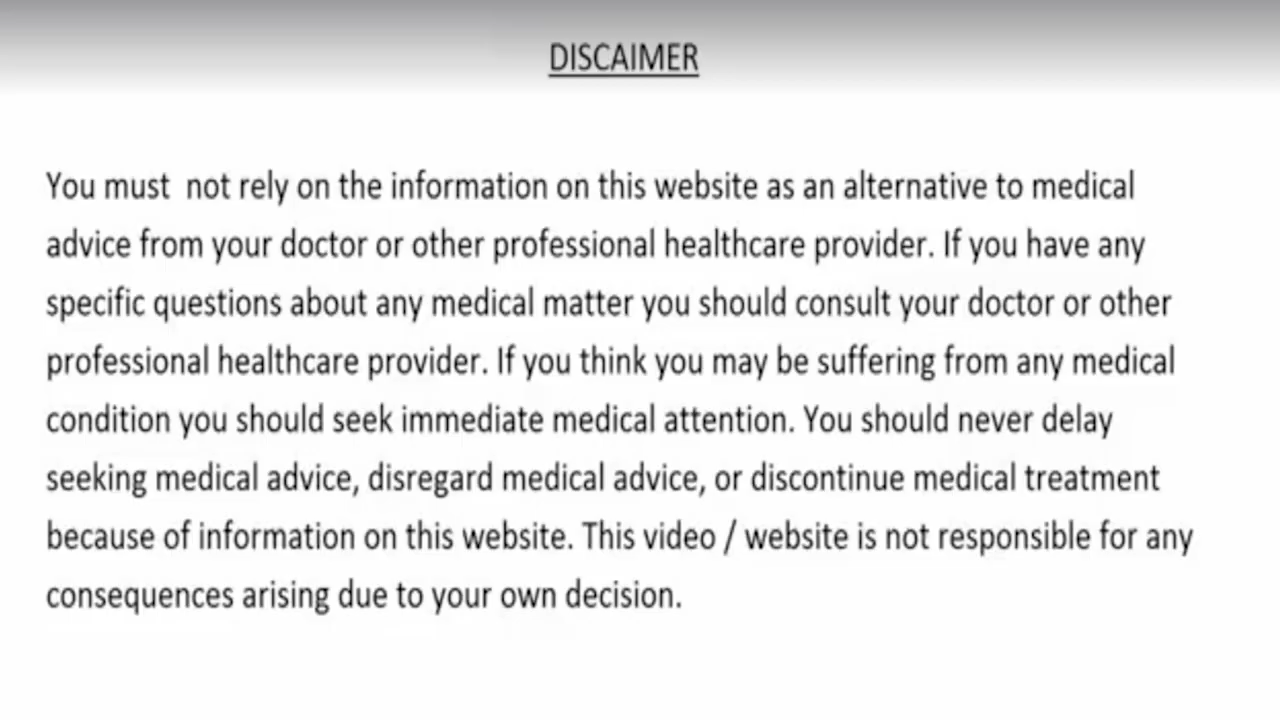 DISCAIMER
You must  not rely on the information on this website as an alternative to medical
advice from your doctor or other professional healthcare provider. If you have any
specific questions about any medical matter you should consult your doctor or other
professional healthcare provider. If you think you may be suffering from any medical
condition you should seek immediate medical attention. You should never delay
seeking medical advice, disregard medical advice, or discontinue medical treatment
because of information on this website. This video / website is not responsible for any
consequences arising due to your own decision.